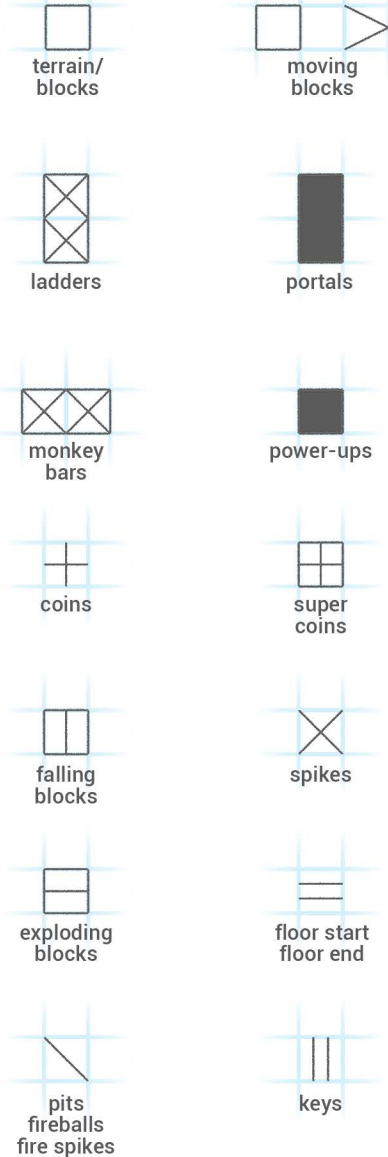 terrain/
blocks
moving
blocks
ladders
portals
monkey
bars
power-ups
coins
super
coins
falling
blocks
spikes
exploding
blocks
floor start
floor end
pits
fireballs
fire spikes
keys